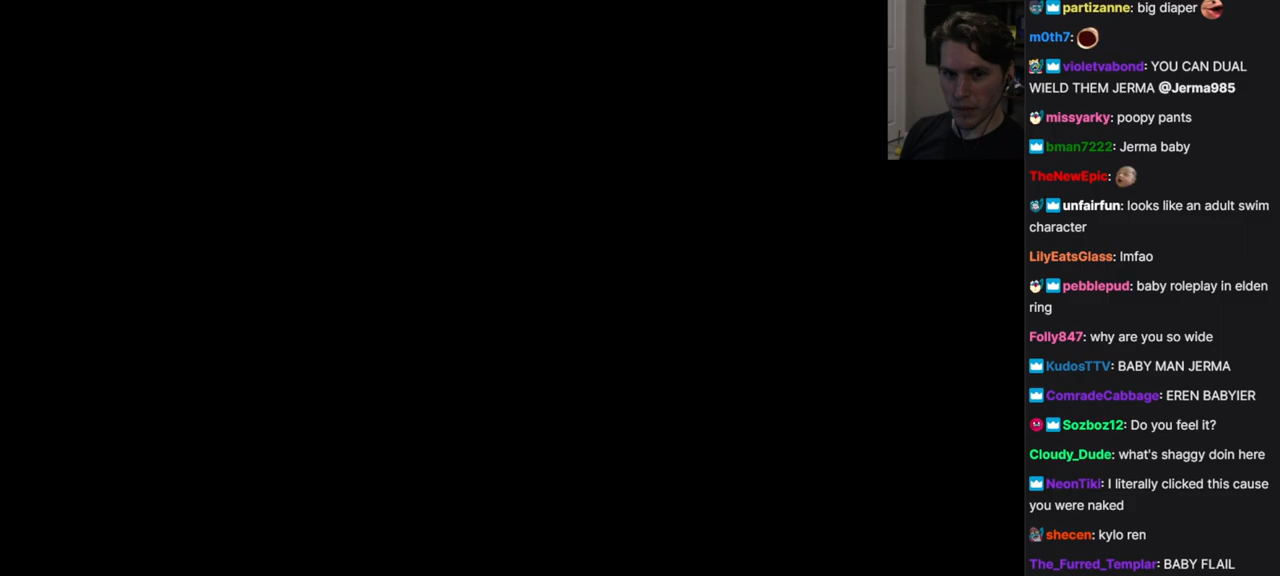 partizanne: big diaper
m0th7:
violetvabond: YOU CAN DUAL
WIELD THEM JERMA @Jerma985
missyarky: poopy pants
bman7222: Jerma baby
TheNewEpic:
unfairfun: looks like an adult swim
character
LilyEatsGlass: lmfao
pebblepud: baby roleplay in elden
ring
Folly847: why are you so wide
KudosTTV: BABY MAN JERMA
ComradeCabbage: EREN BABYIER
Sozboz12: Do you feel it?
Cloudy_Dude: what's shaggy doin here
NeonTiki: I literally clicked this cause
you were naked
shecen: kylo ren
The_Furred_Templar: BABY FLAIL